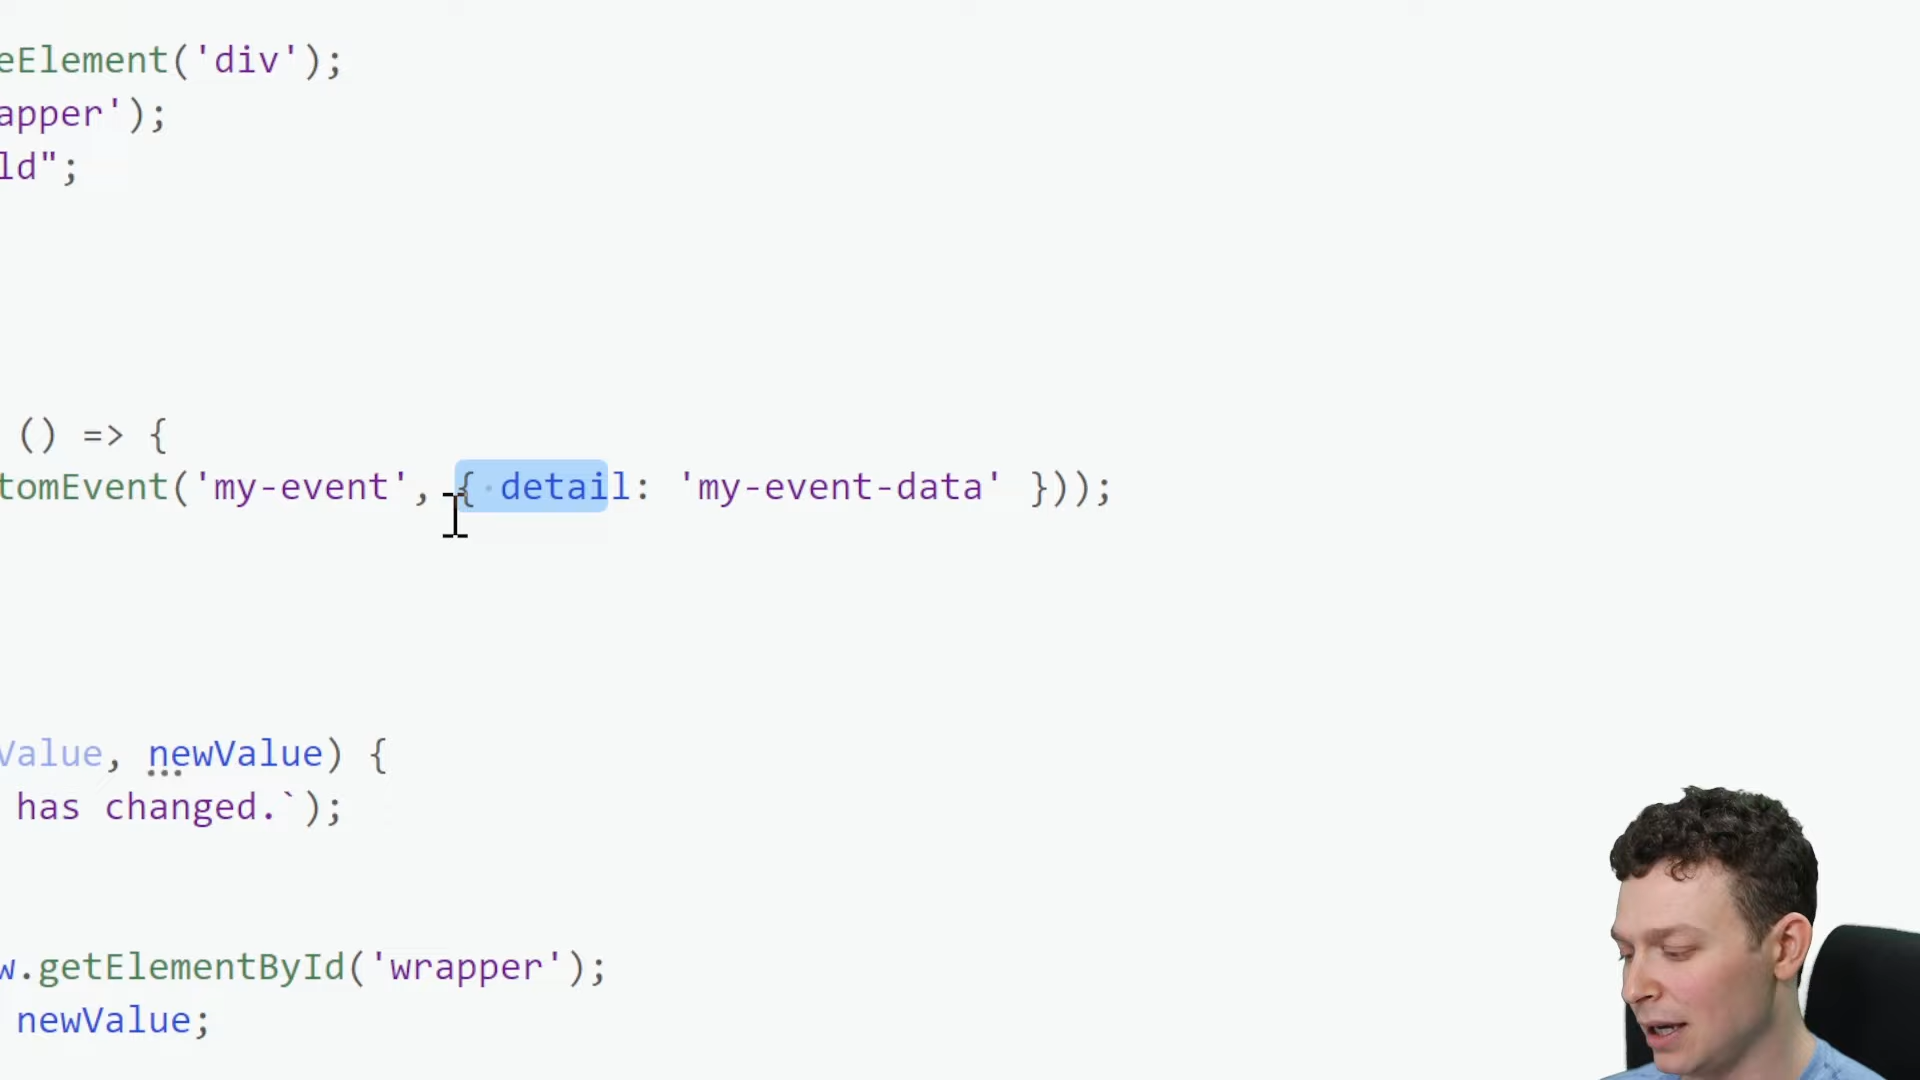 eElement('div');
apper');
ld";
() => {
tomEvent('my-event', { detail: 'my-event-data' }));
Value, newValue) {
has changed.`);
w.getElementById('wrapper');
newValue;